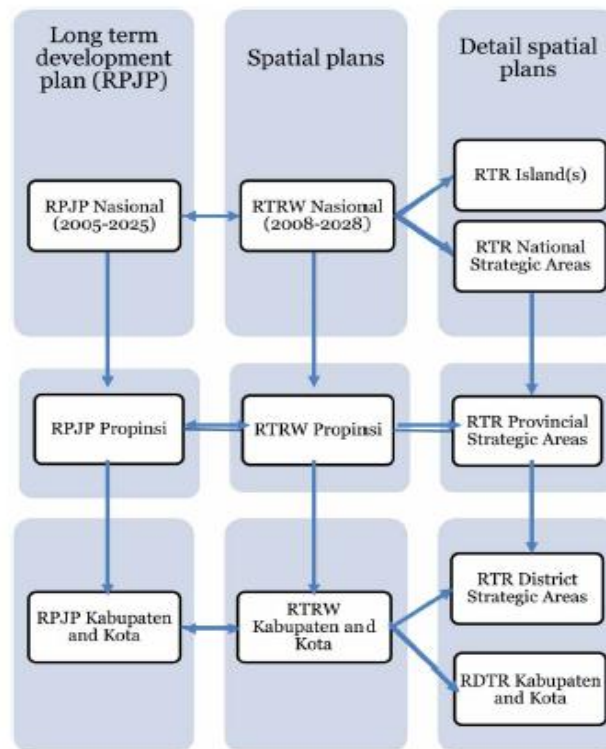 Long term
development
plan (RPJP)
Spatial plans
Detail spatial
plans
RPJP Nasional
(2005-2025)
RTRW Nasional
(2008-2028)
RTR Island(s)
RTR National
Strategic Areas
RPJP Propinsi
RTRW Propinsi
RTR Provincial
Strategic Areas
RPJP Kabupaten
and Kota
RTRW
Kabupaten and
Kota
RTR District
Strategic Areas
RDTR Kabupaten
and Kota